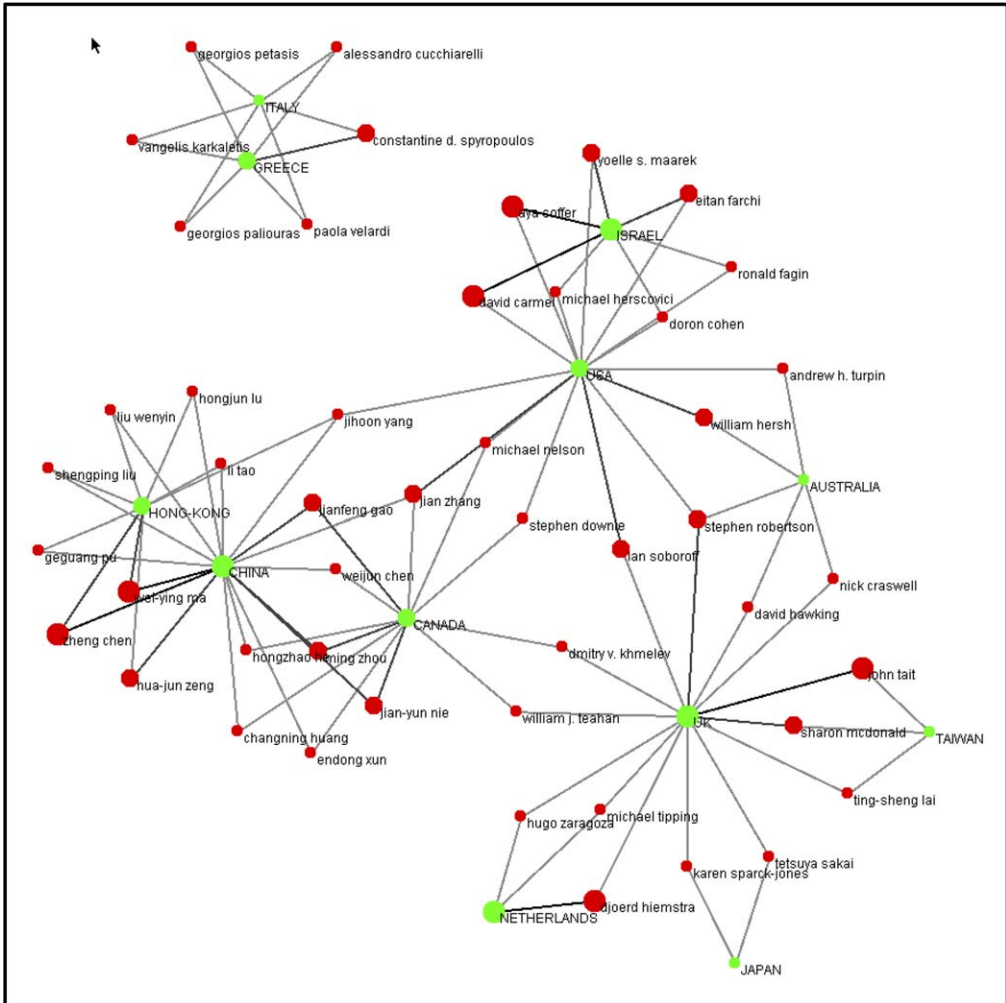 georgios petasis
alessandro cucchiarelli
ITALY
constantine d. spyropoulos
vangelis karkaletis
GREECE
georgios paliouras
paola velardi
yoelle s. maarek
eitan farchi
aya soffer
ISRAEL
ronald fagin
david carmel
michael herscovici
doron cohen
USA
andrew h. turpin
hongjun lu
liu wenyin
jihoon yang
william hersh
michael nelson
li tao
shengping liu
AUSTRALIA
jian zhang
jianfeng gao
HONG-KONG
stephen downie
stephen robertson
geguang pu
ian soboroff
CHINA
weijun chen
nick craswell
wei-ying ma
david hawking
CANADA
zheng chen
hongzhao he
ming zhou
dmitry v. khmelev
john tait
hua-jun zeng
jian-yun nie
william j. teahan
UK
sharon mcdonald
changning huang
TAIWAN
endong xun
ting-sheng lai
michael tipping
hugo zaragoza
tetsuya sakai
karen sparck-jones
djoerd hiemstra
NETHERLANDS
JAPAN